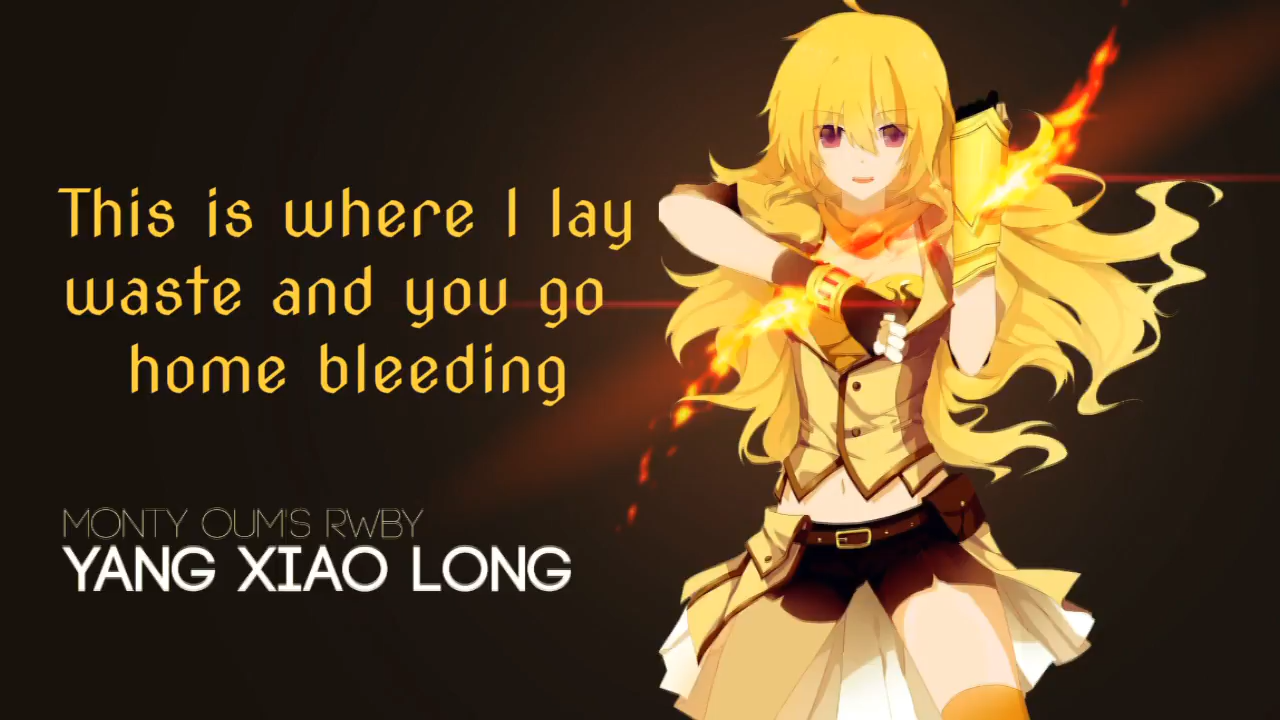 This is where I lay
waste and you go
home bleeding
MONTY OUM'S RWBY
YANG XIAO LONG